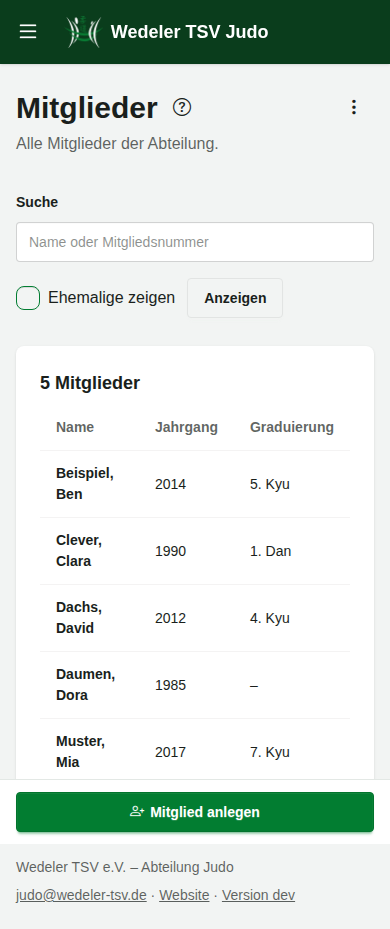 Wedeler TSV Judo
Mitglieder
Alle Mitglieder der Abteilung.
Suche
Name oder Mitgliedsnummer
Ehemalige zeigen Anzeigen
5 Mitglieder
Name Jahrgang Graduierung
Beispiel,
Ben 2014 5. Kyu
Clever,
Clara 1990 1. Dan
Dachs,
David 2012 4. Kyu
Daumen,
Dora 1985 –
Muster,
Mia 2017 7. Kyu
Mitglied anlegen
Wedeler TSV e.V. – Abteilung Judo
judo@wedeler-tsv.de · Website · Version dev